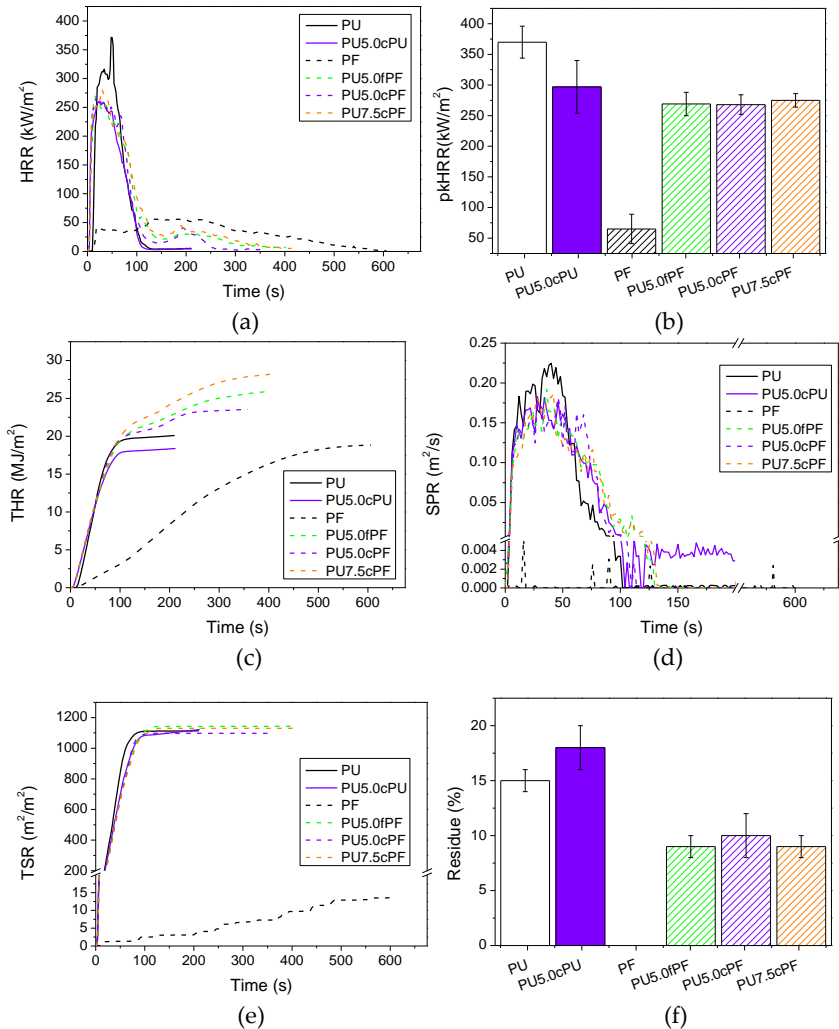 400
350
300
250
200
150
100
50
0
HRR (kW/m²)
PU
PU5.0cPU
PF
PU5.0fPF
PU5.0cPF
PU7.5cPF
0 100 200 300 400 500 600
Time (s)
(a)
400
350
300
250
200
150
100
50
pkHRR(kW/m²)
PU
PU5.0cPU
PF
PU5.0fPF
PU5.0cPF
PU7.5cPF
(b)
30
25
20
15
10
5
0
THR (MJ/m²)
PU
PU5.0cPU
PF
PU5.0fPF
PU5.0cPF
PU7.5cPF
0 100 200 300 400 500 600
Time (s)
(c)
0.25
0.20
0.15
0.10
0.05
0.004
0.002
0.000
SPR (m²/s)
PU
PU5.0cPU
PF
PU5.0fPF
PU5.0cPF
PU7.5cPF
0 50 100 150 600
Time (s)
(d)
1200
1000
800
600
400
200
15
10
5
0
TSR (m²/m²)
PU
PU5.0cPU
PF
PU5.0fPF
PU5.0cPF
PU7.5cPF
0 100 200 300 400 500 600 700
Time (s)
(e)
20
15
10
5
0
Residue (%)
PU
PU5.0cPU
PF
PU5.0fPF
PU5.0cPF
PU7.5cPF
(f)